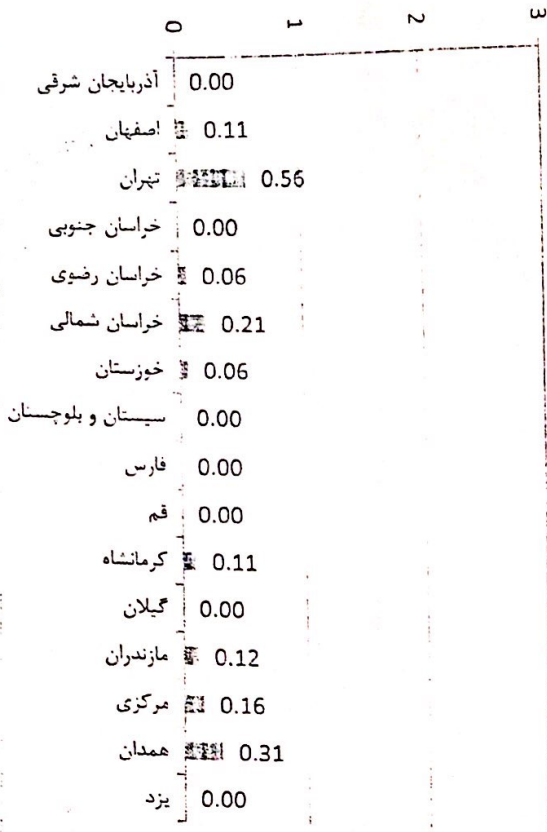 0 1 2 3
آذربایجان شرقی 0.00
اصفهان 0.11
تهران 0.56
خراسان جنوبی 0.00
خراسان رضوی 0.06
خراسان شمالی 0.21
خوزستان 0.06
سیستان و بلوچستان 0.00
فارس 0.00
قم 0.00
کرمانشاه 0.11
گیلان 0.00
مازندران 0.12
مرکزی 0.16
همدان 0.31
یزد 0.00